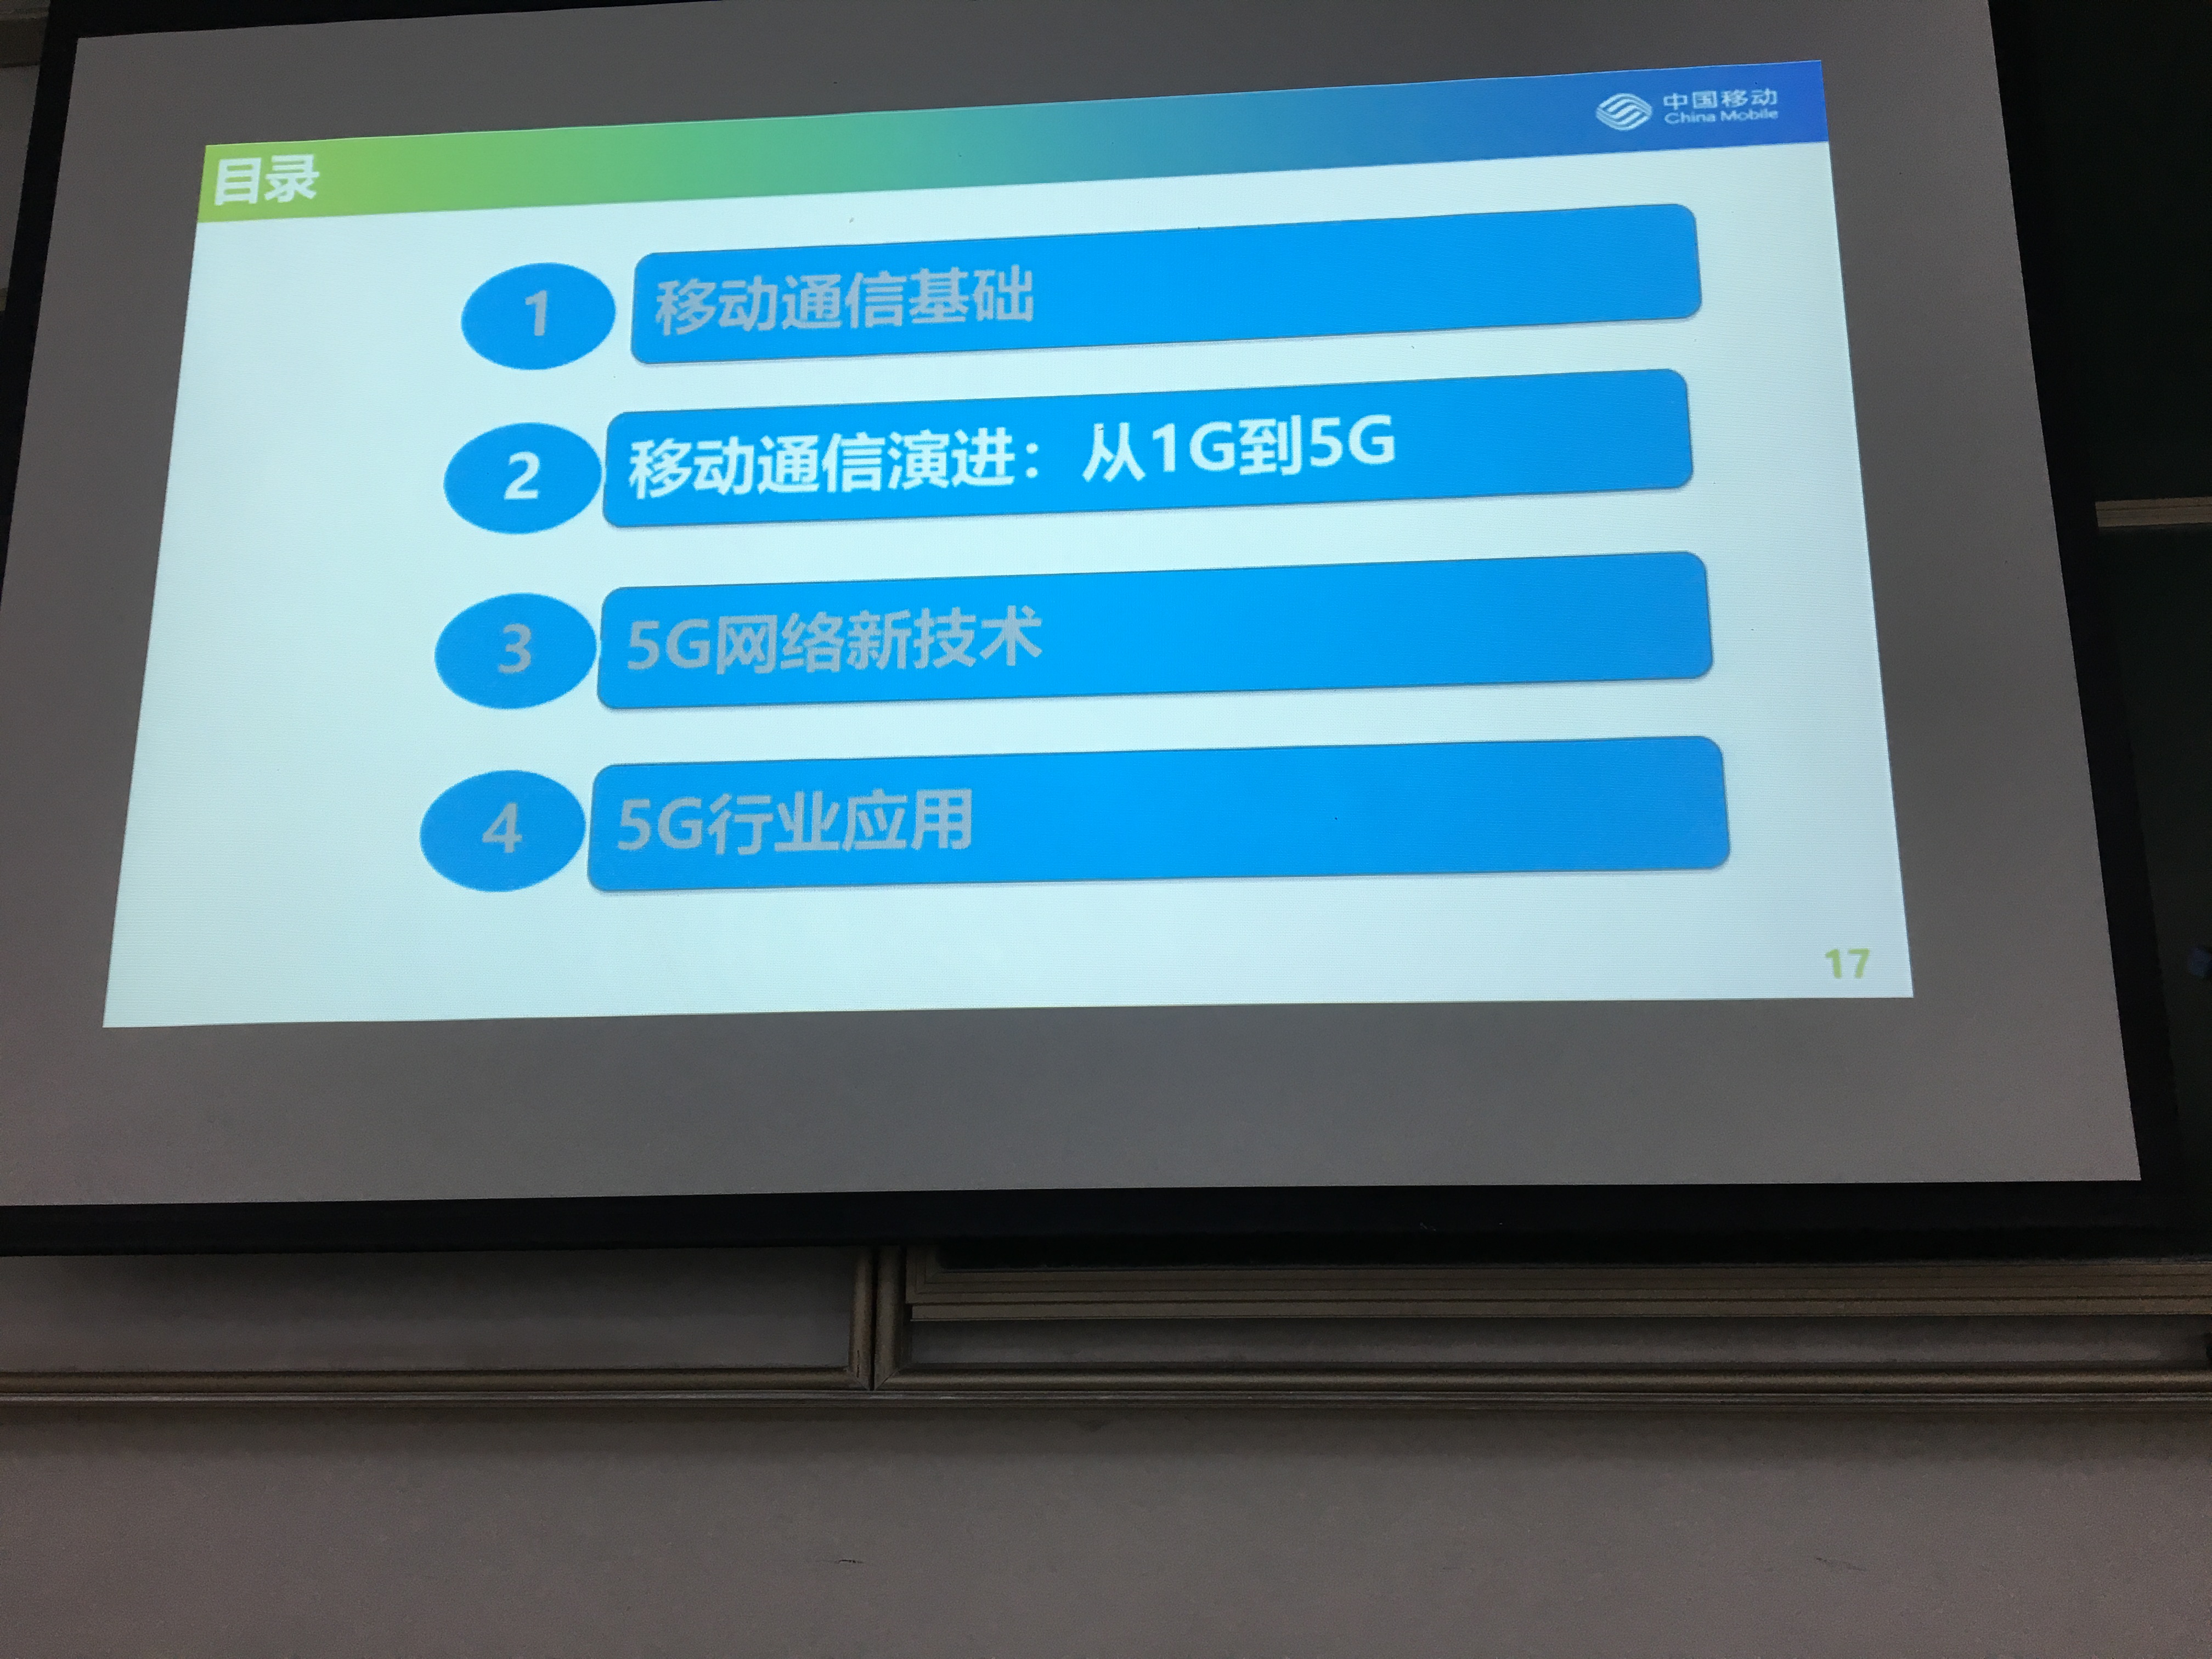 目录
中国移动
China Mobile
1 移动通信基础
2 移动通信演进：从1G到5G
3 5G网络新技术
4 5G行业应用
17